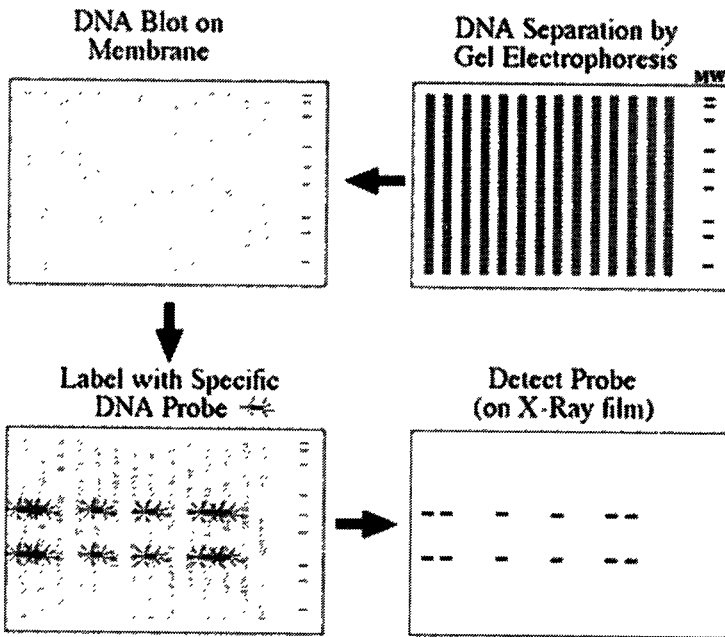 DNA Blot on
Membrane
DNA Separation by
Gel Electrophoresis
MW
Label with Specific
DNA Probe
Detect Probe
(on X-Ray film)